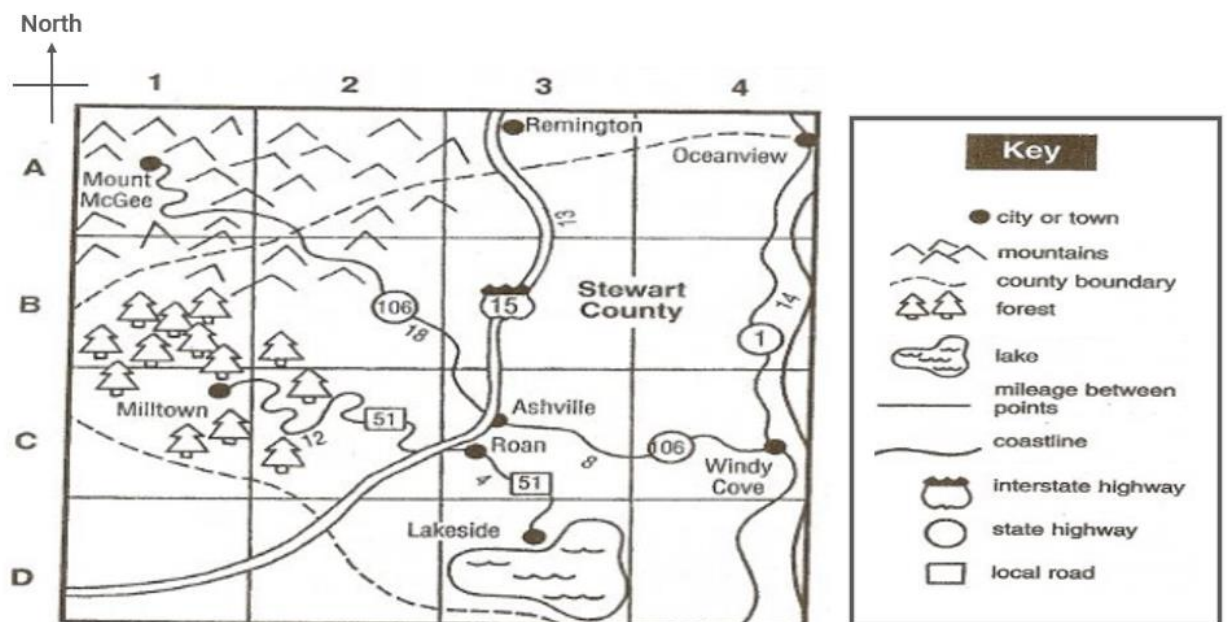 North
1 2 3 4
A
B
C
D
Remington
Oceanview
Mount
McGee
13
Stewart
County
15
106
18
14
1
Milltown
Ashville
51
12
Roan
106
8
Windy
Cove
4
51
Lakeside
Key
city or town
mountains
county boundary
forest
lake
mileage between
points
coastline
interstate highway
state highway
local road